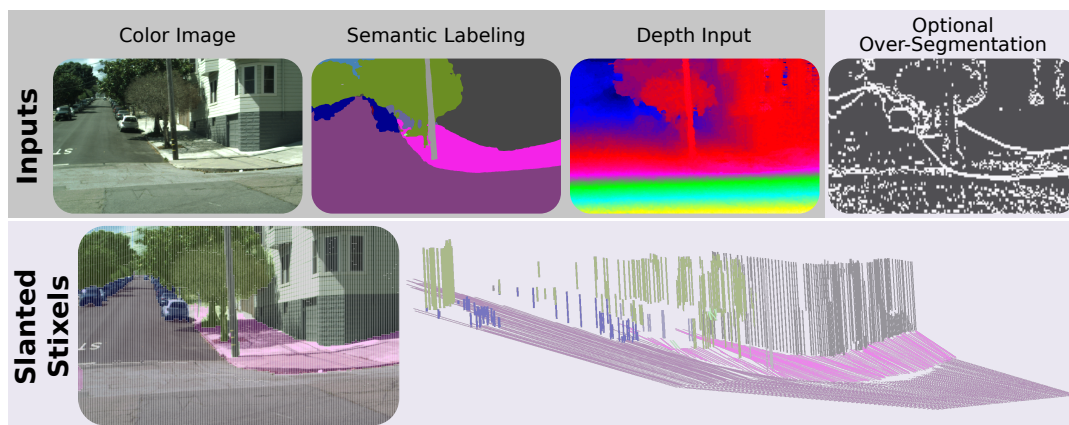 Color Image
Semantic Labeling
Depth Input
Optional
Over-Segmentation
Inputs
Slanted
Stixels